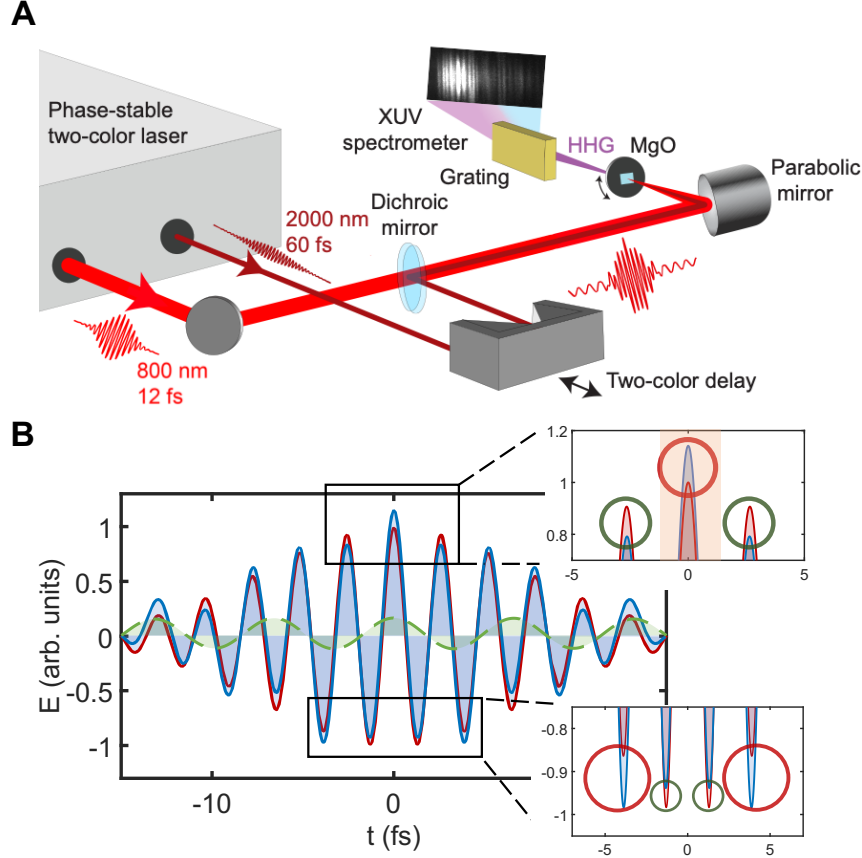 A
Phase-stable
two-color laser
XUV
spectrometer
HHG
MgO
Grating
Parabolic
mirror
Dichroic
mirror
2000 nm
60 fs
800 nm
12 fs
Two-color delay
B
E (arb. units)
1
0.5
0
-0.5
-1
-10
0
t (fs)
1.2
1
0.8
-5
0
5
-0.8
-0.9
-1
-5
0
5